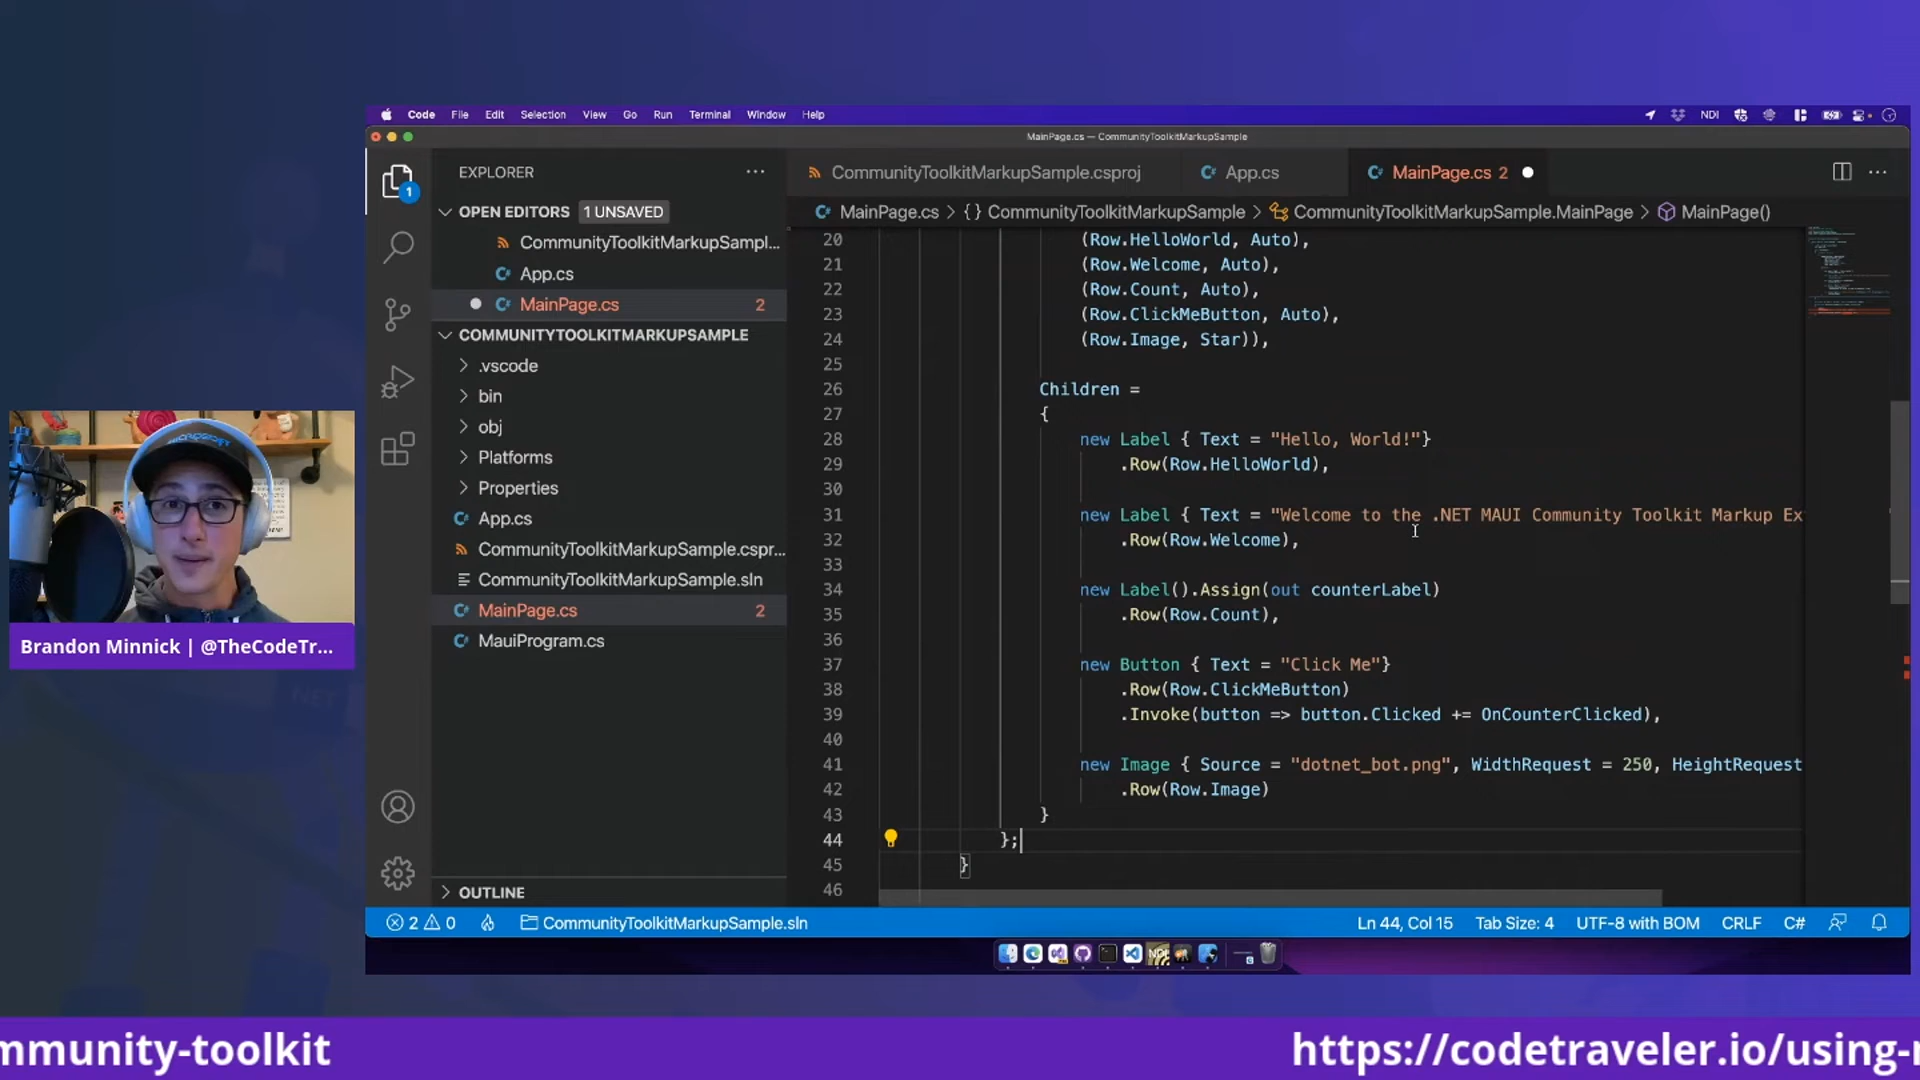 Code File Edit Selection View Go Run Terminal Window Help
NDI
MainPage.cs — CommunityToolkitMarkupSample
EXPLORER
OPEN EDITORS 1 UNSAVED
CommunityToolkitMarkupSampl...
App.cs
MainPage.cs 2
COMMUNITYTOOLKITMARKUPSAMPLE
.vscode
bin
obj
Platforms
Properties
App.cs
CommunityToolkitMarkupSample.cspr...
CommunityToolkitMarkupSample.sln
MainPage.cs 2
MauiProgram.cs
OUTLINE
1
CommunityToolkitMarkupSample.csproj App.cs MainPage.cs 2
MainPage.cs > {} CommunityToolkitMarkupSample > CommunityToolkitMarkupSample.MainPage > MainPage()
20 (Row.HelloWorld, Auto),
21 (Row.Welcome, Auto),
22 (Row.Count, Auto),
23 (Row.ClickMeButton, Auto),
24 (Row.Image, Star)),
25
26 Children =
27 {
28 new Label { Text = "Hello, World!"}
29 .Row(Row.HelloWorld),
30
31 new Label { Text = "Welcome to the .NET MAUI Community Toolkit Markup Ex
32 .Row(Row.Welcome),
33
34 new Label().Assign(out counterLabel)
35 .Row(Row.Count),
36
37 new Button { Text = "Click Me"}
38 .Row(Row.ClickMeButton)
39 .Invoke(button => button.Clicked += OnCounterClicked),
40
41 new Image { Source = "dotnet_bot.png", WidthRequest = 250, HeightRequest
42 .Row(Row.Image)
43 }
44 };
45 }
46
2 0 CommunityToolkitMarkupSample.sln Ln 44, Col 15 Tab Size: 4 UTF-8 with BOM CRLF C#
MICROSOFT
Brandon Minnick | @TheCodeTr...
.NET
mmunity-toolkit https://codetraveler.io/using-